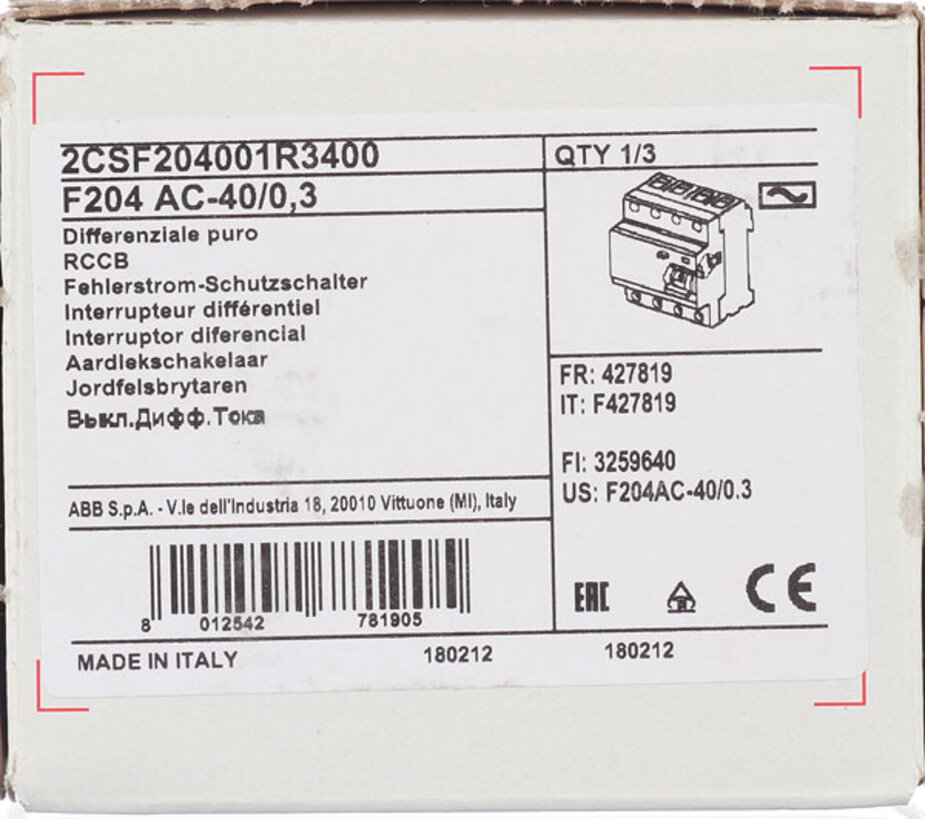 2CSF204001R3400
QTY 1/3
F204 AC-40/0,3
Differenziale puro
RCCB
Fehlerstrom-Schutzschalter
Interrupteur différentiel
Interruptor diferencial
Aardlekschakelaar
Jordfelsbrytaren
Выкл.Дифф.Тока
FR: 427819
IT: F427819
FI: 3259640
US: F204AC-40/0.3
ABB S.p.A. - V.le dell'Industria 18, 20010 Vittuone (MI), Italy
8 012542 781905
EAC
CE
MADE IN ITALY 180212 180212